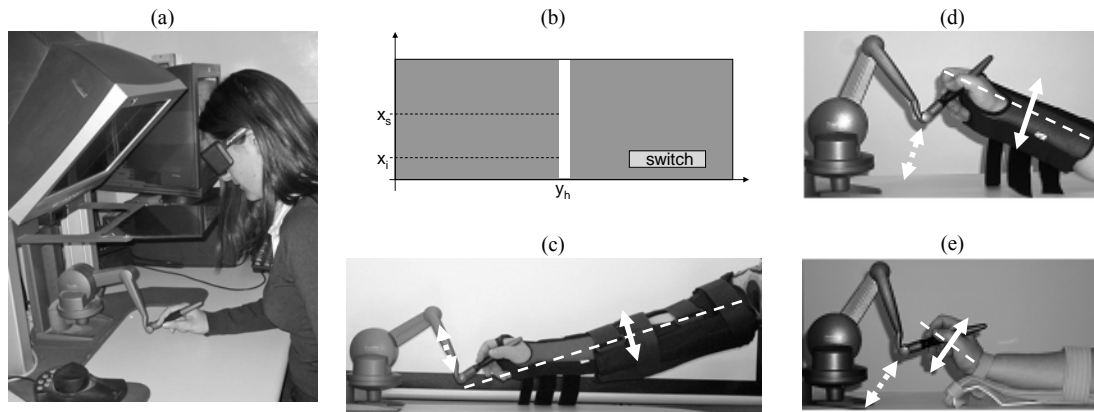 (a)
(b)
x_s
x_i
switch
y_h
(c)
(d)
(e)